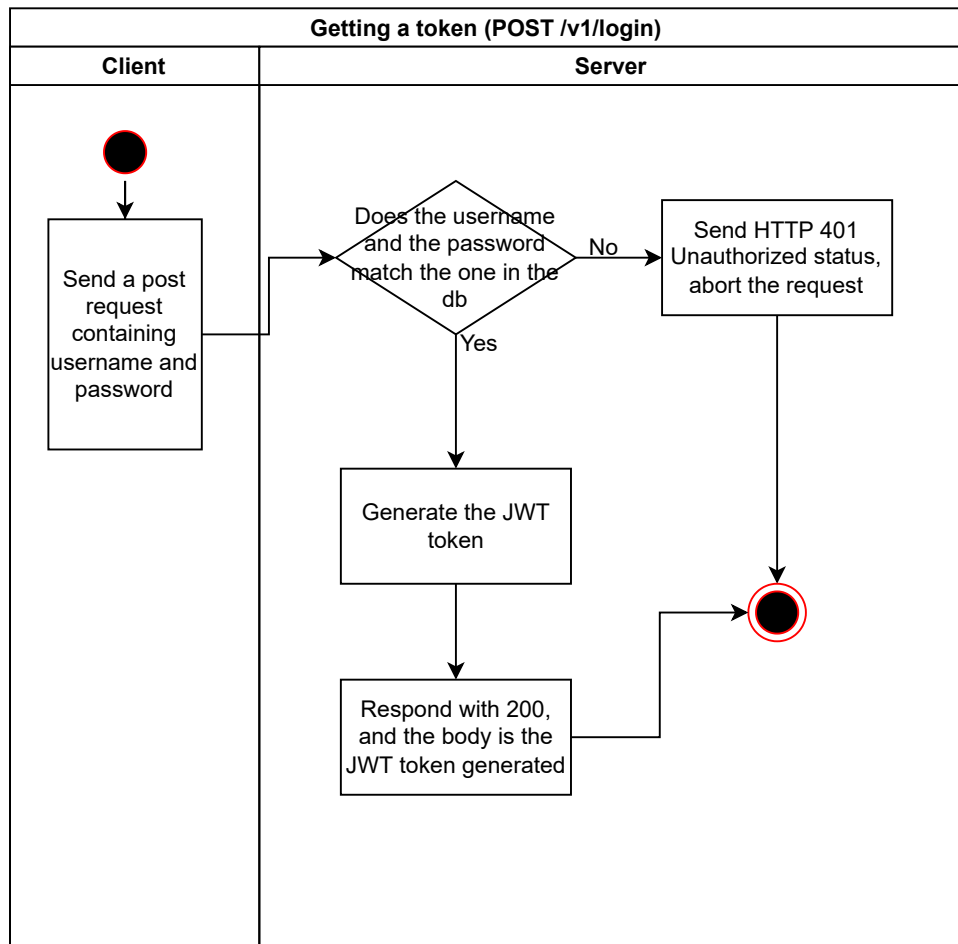 Getting a token (POST /v1/login)
Client
Server
Send a post
request
containing
username and
password
Does the username
and the password
match the one in the
db
No
Send HTTP 401
Unauthorized status,
abort the request
Yes
Generate the JWT
token
Respond with 200,
and the body is the
JWT token generated